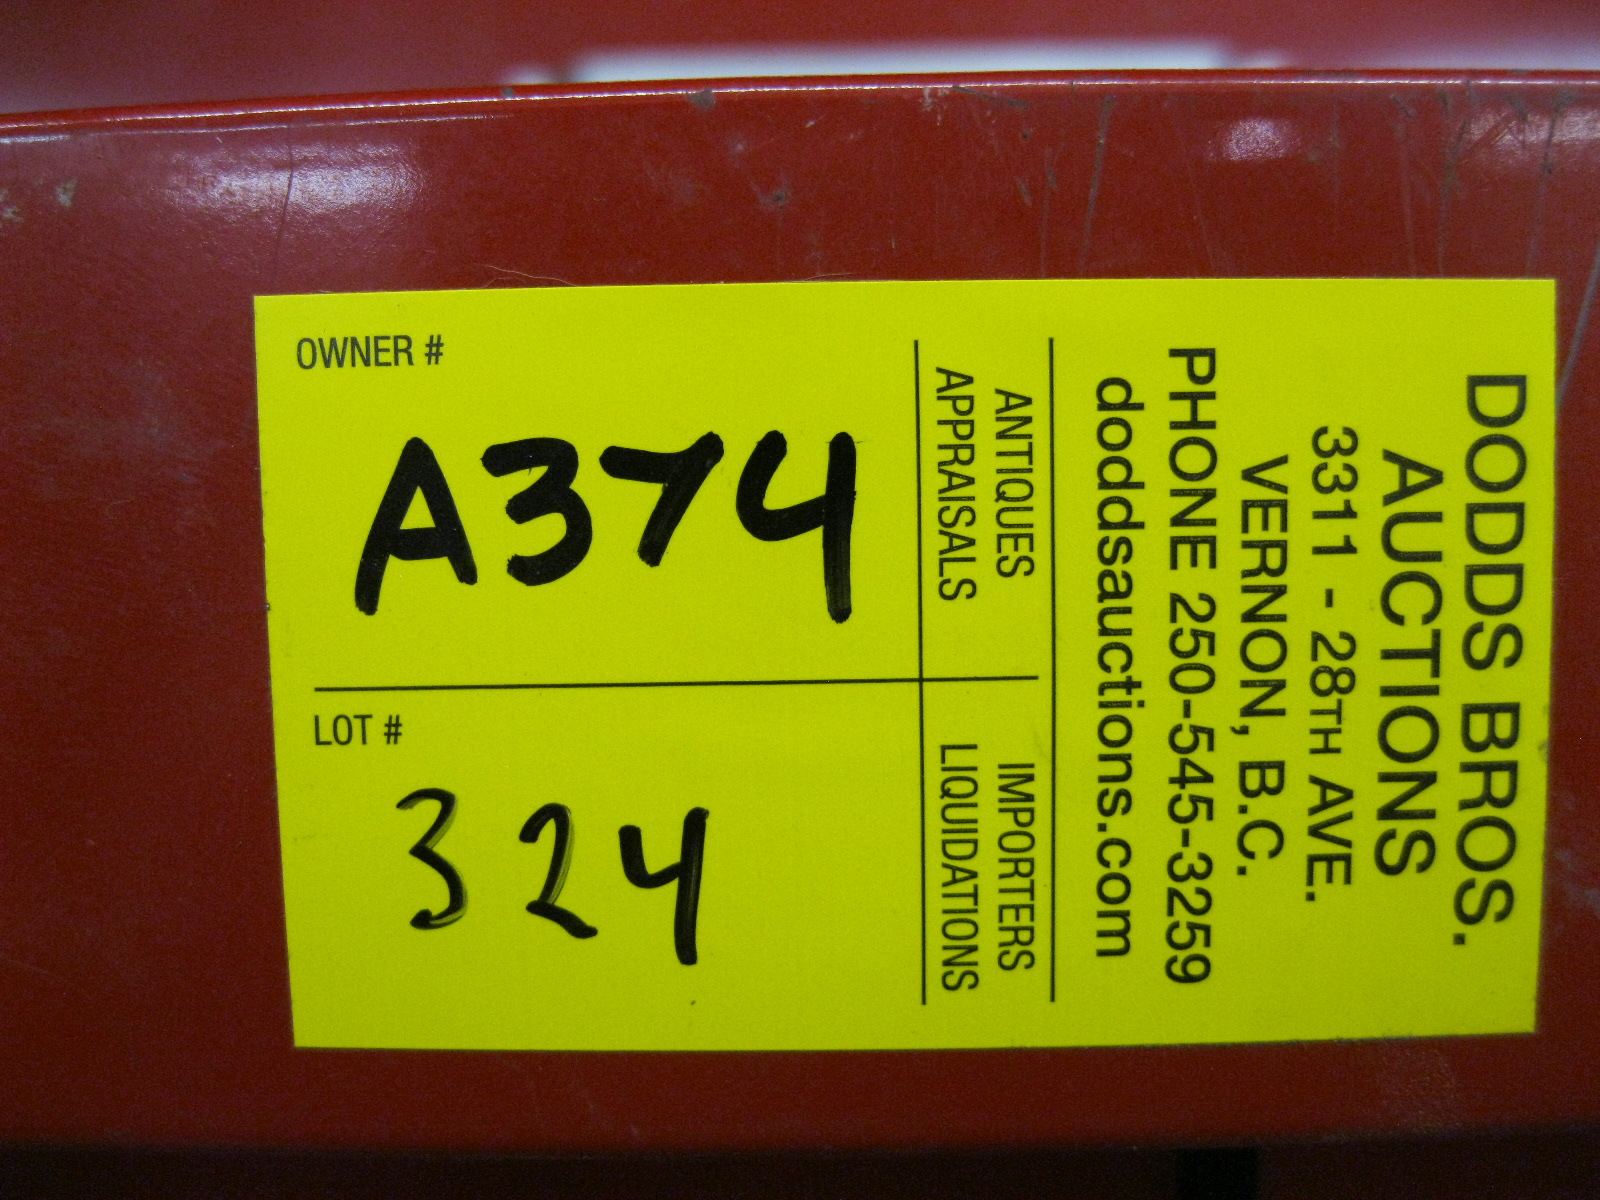 DODDS BROS.
AUCTIONS
3311 - 28TH AVE.
VERNON, B.C.
PHONE 250-545-3259
doddsauctions.com
ANTIQUES
APPRAISALS
IMPORTERS
LIQUIDATIONS
OWNER #
A374
LOT #
324